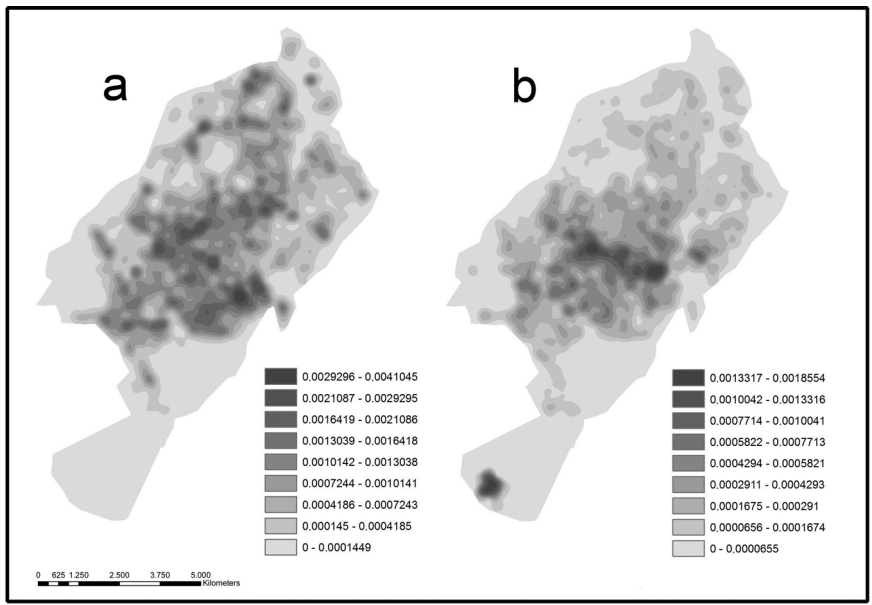 a
b
0,0029296 - 0,0041045
0,0021087 - 0,0029295
0,0016419 - 0,0021086
0,0013039 - 0,0016418
0,0010142 - 0,0013038
0,0007244 - 0,0010141
0,0004186 - 0,0007243
0,000145 - 0,0004185
0 - 0,0001449
0,0013317 - 0,0018554
0,0010042 - 0,0013316
0,0007714 - 0,0010041
0,0005822 - 0,0007713
0,0004294 - 0,0005821
0,0002911 - 0,0004293
0,0001675 - 0,000291
0,0000656 - 0,0001674
0 - 0,0000655
0 625 1.250 2.500 3.750 5.000
Kilometers